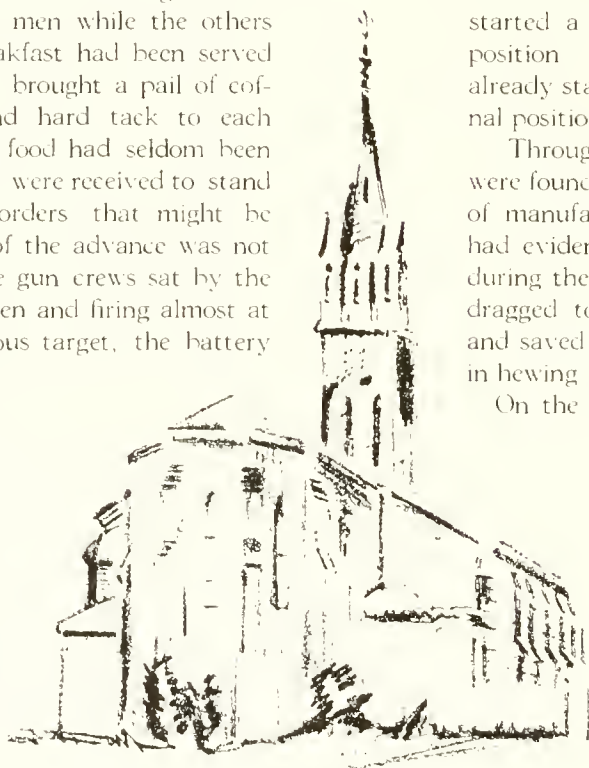 men while the others
akfast had been served
brought a pail of cof-
nd hard tack to each
food had seldom been
were received to stand
orders that might be
of the advance was not
e gun crews sat by the
en and firing almost at
ous target, the battery
started a
position
already sta
nal positio
Throug
were found
of manufa
had eviden
during the
dragged to
and saved
in hewing
On the